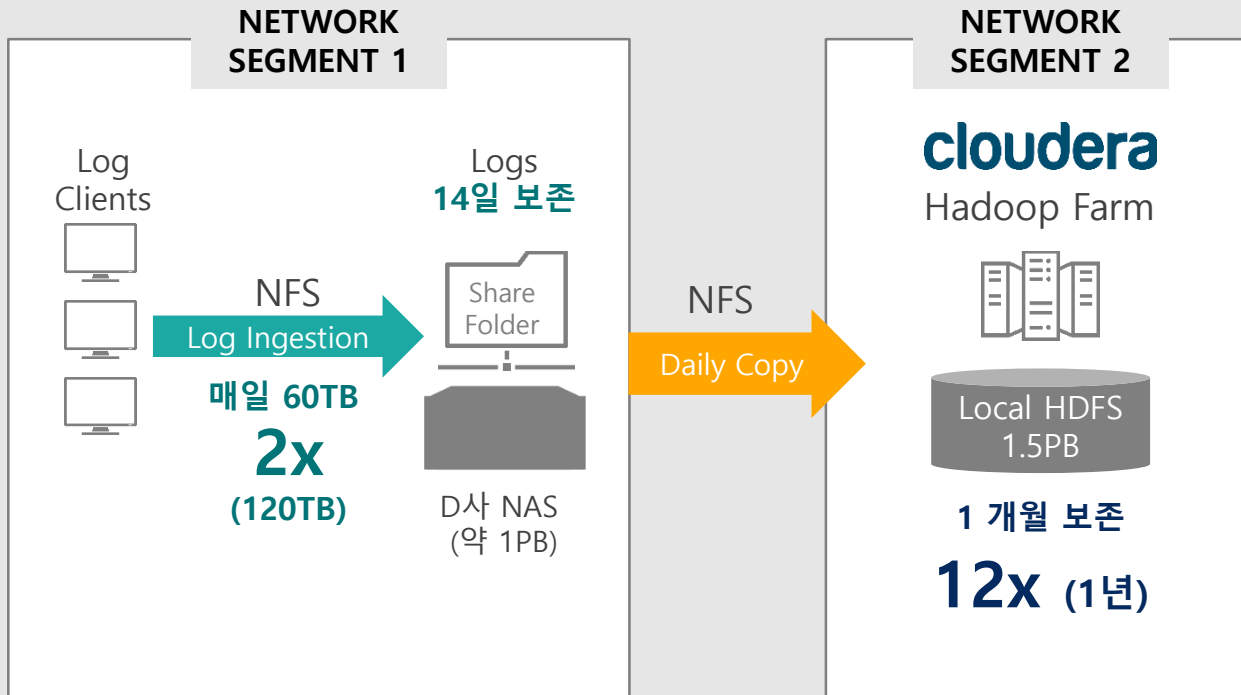 NETWORK
SEGMENT 1
Log
Clients
NFS
Log Ingestion
매일 60TB
2x
(120TB)
Logs
14일 보존
Share
Folder
D사 NAS
(약 1PB)
NFS
Daily Copy
NETWORK
SEGMENT 2
cloudera
Hadoop Farm
Local HDFS
1.5PB
1 개월 보존
12x (1년)